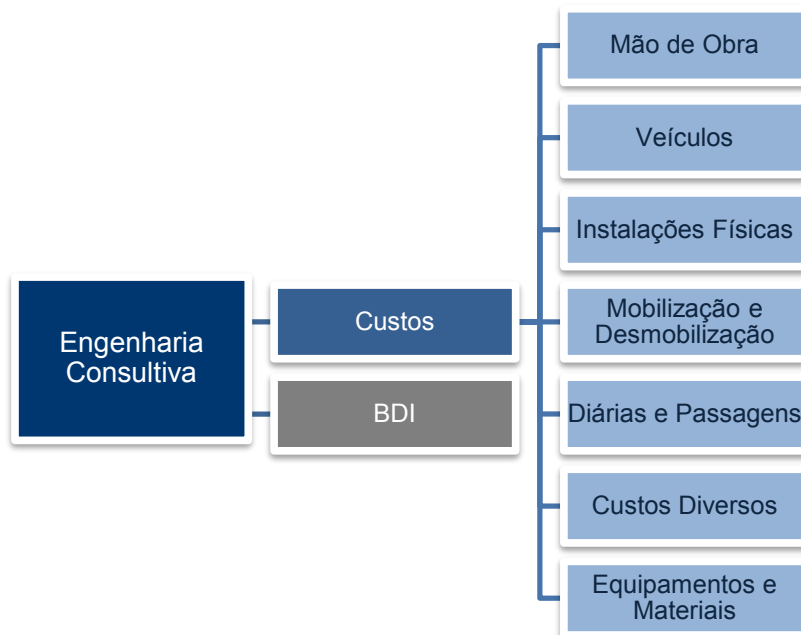 Engenharia
Consultiva
Custos
BDI
Mão de Obra
Veículos
Instalações Físicas
Mobilização e
Desmobilização
Diárias e Passagens
Custos Diversos
Equipamentos e
Materiais